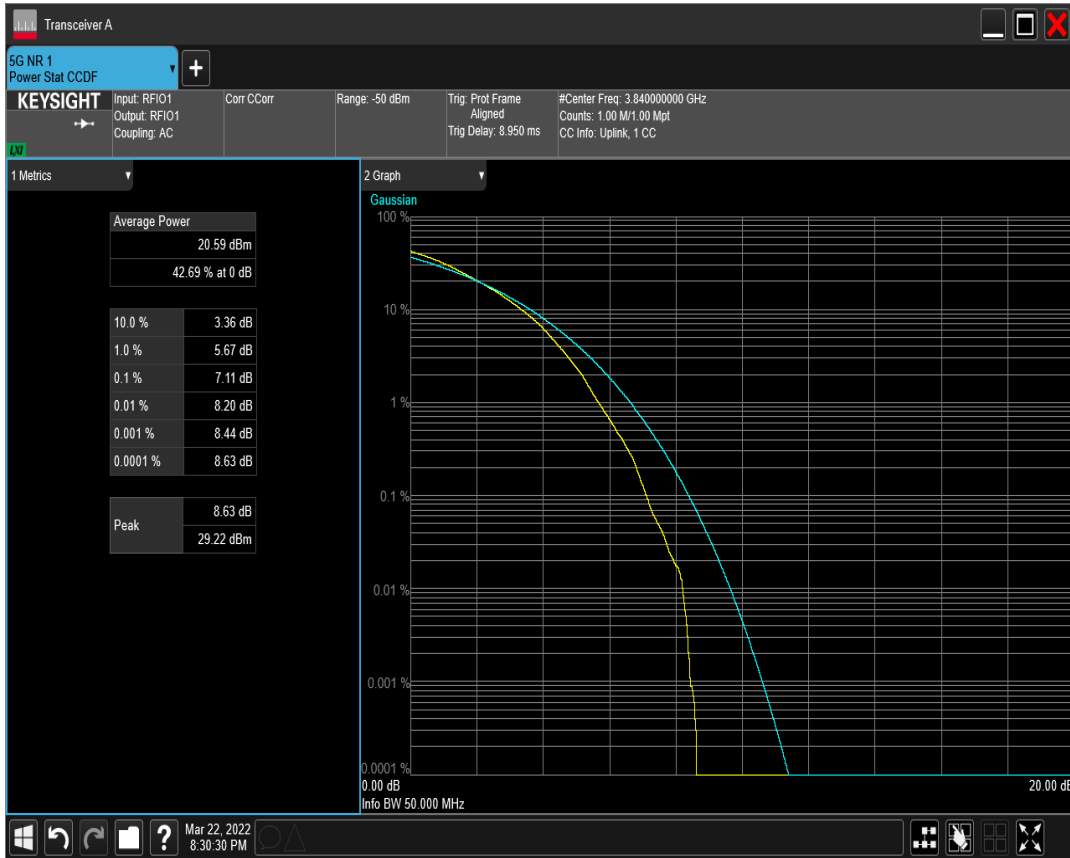 Transceiver A
5G NR 1
Power Stat CCDF
+
KEYSIGHT
LXI
Input: RFIO1
Output: RFIO1
Coupling: AC
Corr CCorr
Range: -50 dBm
Trig: Prot Frame
Aligned
Trig Delay: 8.950 ms
#Center Freq: 3.840000000 GHz
Counts: 1.00 M/1.00 Mpt
CC Info: Uplink, 1 CC
1 Metrics
Average Power
20.59 dBm
42.69 % at 0 dB
10.0 % 3.36 dB
1.0 % 5.67 dB
0.1 % 7.11 dB
0.01 % 8.20 dB
0.001 % 8.44 dB
0.0001 % 8.63 dB
Peak 8.63 dB
29.22 dBm
2 Graph
Gaussian
100 %
10 %
1 %
0.1 %
0.01 %
0.001 %
0.0001 %
0.00 dB 20.00 dB
Info BW 50.000 MHz
? Mar 22, 2022
8:30:30 PM